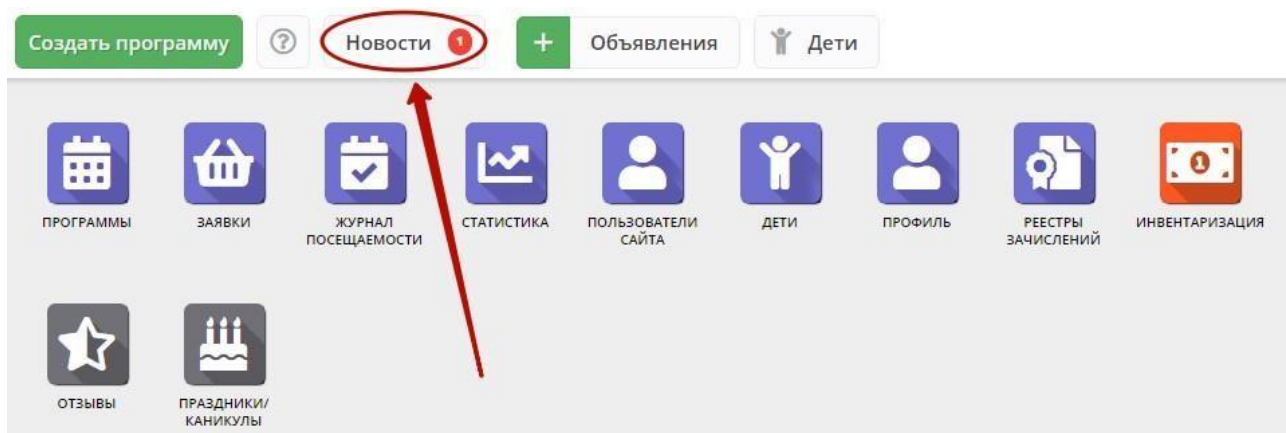 Создать программу
?
Новости 1
+ Объявления
Дети
ПРОГРАММЫ
ЗАЯВКИ
ЖУРНАЛ
ПОСЕЩАЕМОСТИ
СТАТИСТИКА
ПОЛЬЗОВАТЕЛИ
САЙТА
ДЕТИ
ПРОФИЛЬ
РЕЕСТРЫ
ЗАЧИСЛЕНИЙ
1
ИНВЕНТАРИЗАЦИЯ
ОТЗЫВЫ
ПРАЗДНИКИ/
КАНИКУЛЫ